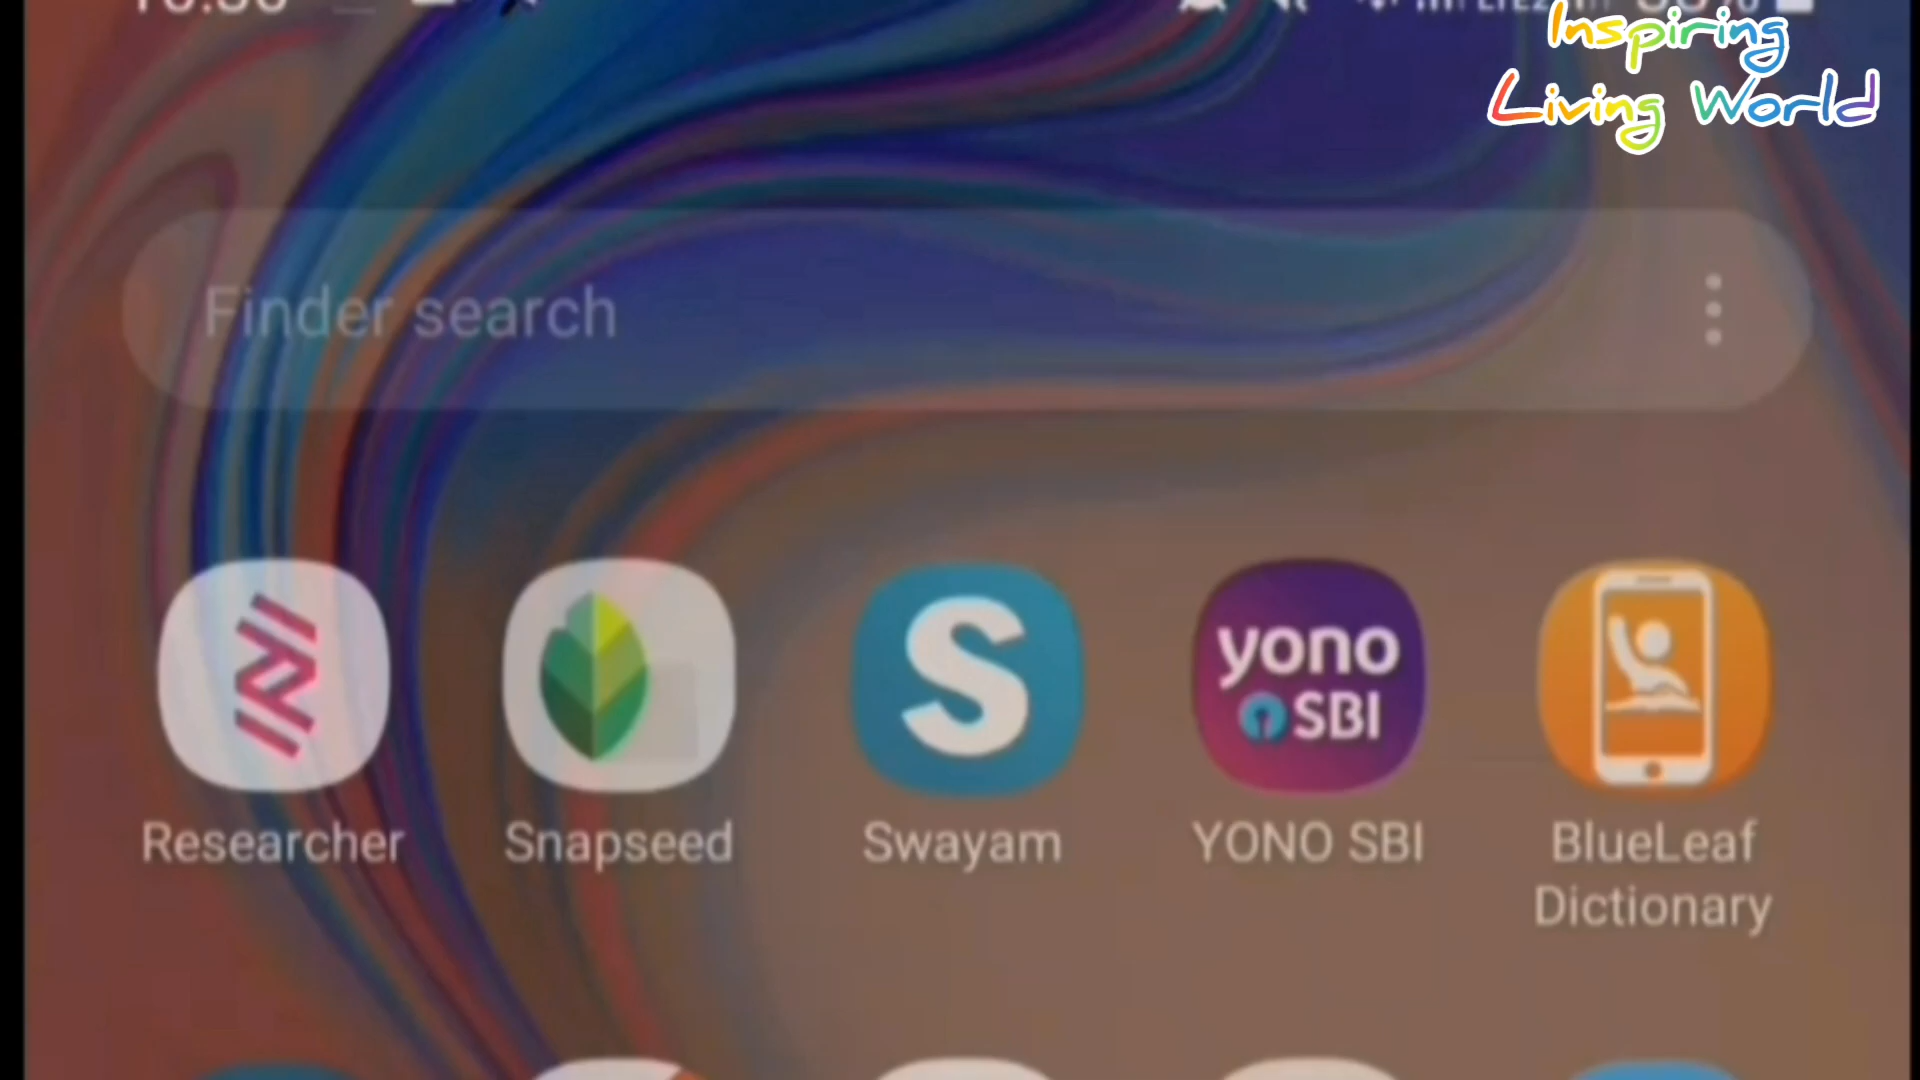 Inspiring
Living World
Finder search
S
yono
SBI
Researcher
Snapseed
Swayam
YONO SBI
BlueLeaf
Dictionary